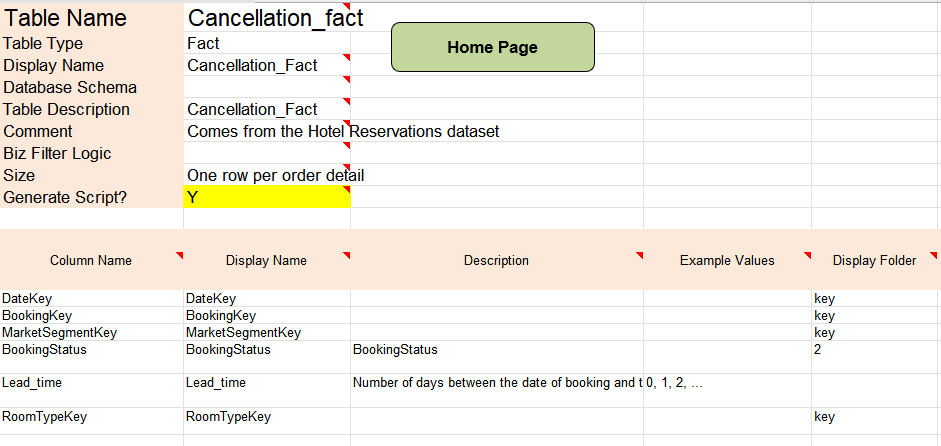 Table Name Cancellation_fact
Table Type Fact Home Page
Display Name Cancellation_Fact
Database Schema
Table Description Cancellation_Fact
Comment Comes from the Hotel Reservations dataset
Biz Filter Logic
Size One row per order detail
Generate Script? Y
Column Name Display Name Description Example Values Display Folder
DateKey DateKey key
BookingKey BookingKey key
MarketSegmentKey MarketSegmentKey key
BookingStatus BookingStatus BookingStatus 2
Lead_time Lead_time Number of days between the date of booking and t 0, 1, 2, ...
RoomTypeKey RoomTypeKey key